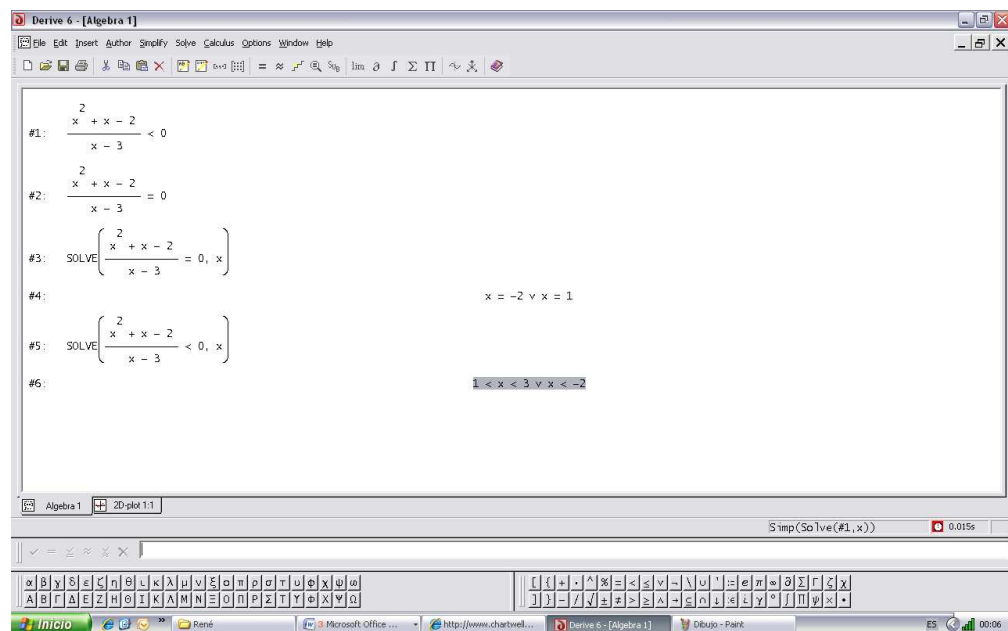 Derive 6 - [Algebra 1]
File Edit Insert Author Simplify Solve Calculus Options Window Help
= ≈ lim ∂ ∫ Σ Π
2
x + x - 2
#1: ────────── < 0
x - 3
2
x + x - 2
#2: ────────── = 0
x - 3
2
x + x - 2
#3: SOLVE(────────── = 0, x)
x - 3
#4: x = -2 ∨ x = 1
2
x + x - 2
#5: SOLVE(────────── < 0, x)
x - 3
#6: 1 < x < 3 ∨ x < -2
Algebra 1 2D-plot 1:1
Simp(Solve(#1,x)) 0.015s
α β γ δ ε ζ η θ ι κ λ μ ν ξ ο π ρ σ τ υ φ χ ψ ω
Α Β Γ Δ Ε Ζ Η Θ Ι Κ Λ Μ Ν Ξ Ο Π Ρ Σ Τ Υ Φ Χ Ψ Ω
Inicio René 3 Microsoft Office ... http://www.chartwell... Derive 6 - [Algebra 1] Dibujo - Paint ES 00:06